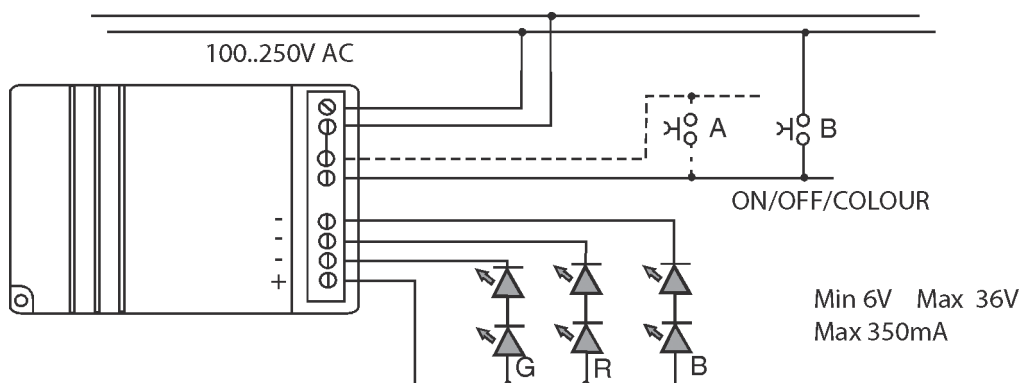 100..250V AC
A
B
ON/OFF/COLOUR
-
-
-
+
G
R
B
Min 6V Max 36V
Max 350mA